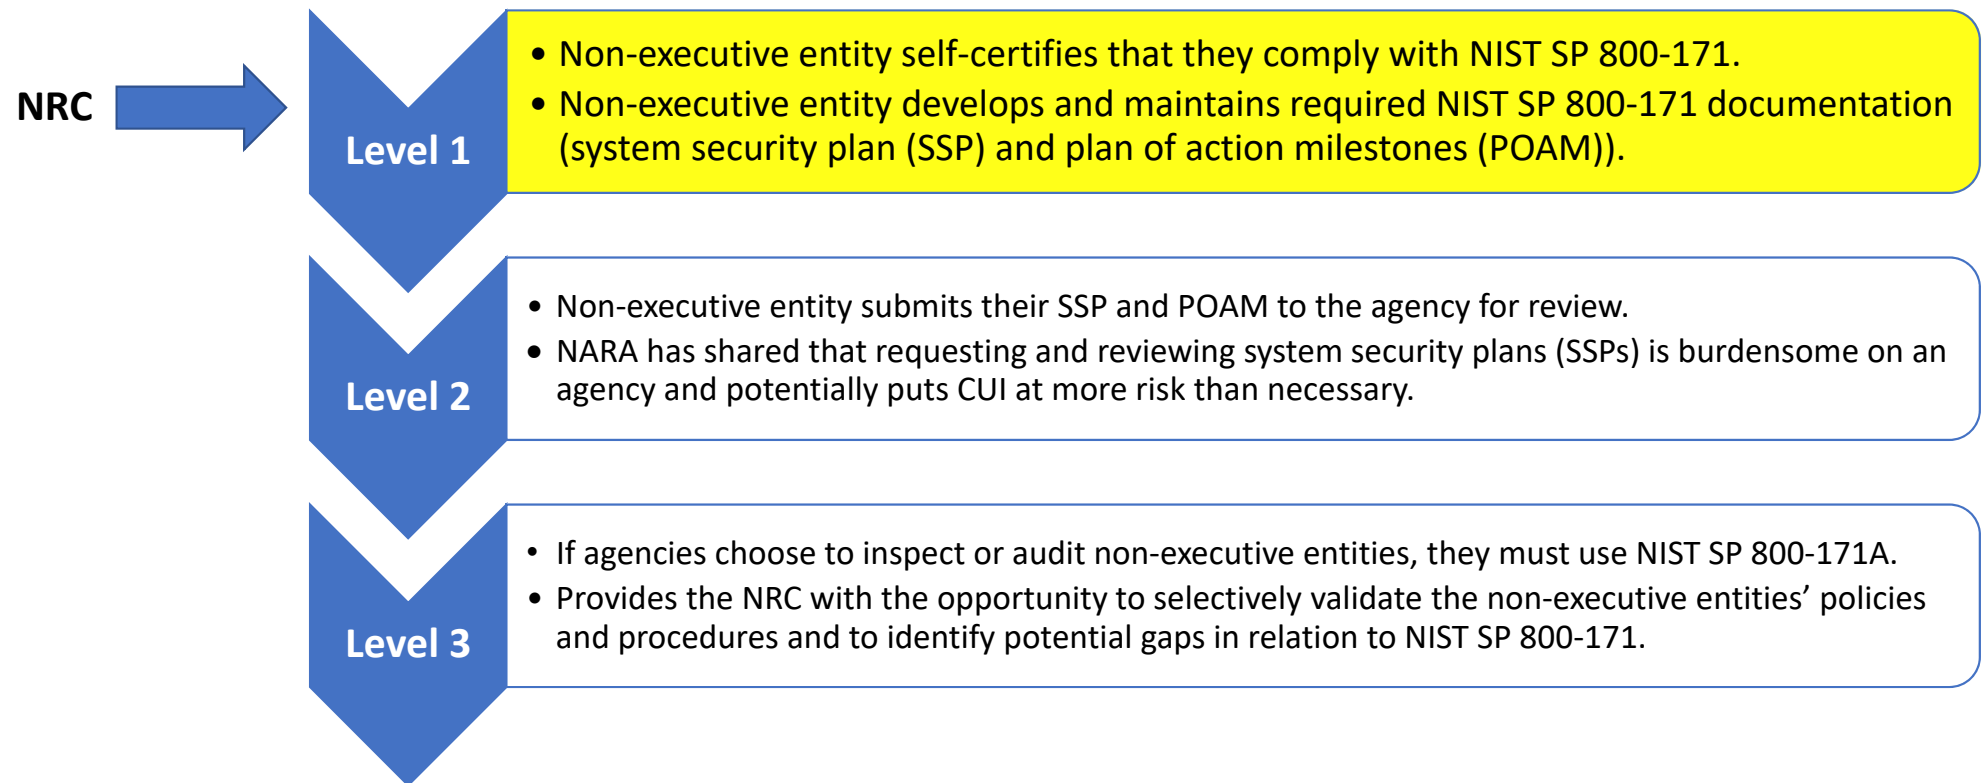 NRC
Level 1
• Non-executive entity self-certifies that they comply with NIST SP 800-171.
• Non-executive entity develops and maintains required NIST SP 800-171 documentation
(system security plan (SSP) and plan of action milestones (POAM)).
Level 2
• Non-executive entity submits their SSP and POAM to the agency for review.
• NARA has shared that requesting and reviewing system security plans (SSPs) is burdensome on an
agency and potentially puts CUI at more risk than necessary.
Level 3
• If agencies choose to inspect or audit non-executive entities, they must use NIST SP 800-171A.
• Provides the NRC with the opportunity to selectively validate the non-executive entities’ policies
and procedures and to identify potential gaps in relation to NIST SP 800-171.